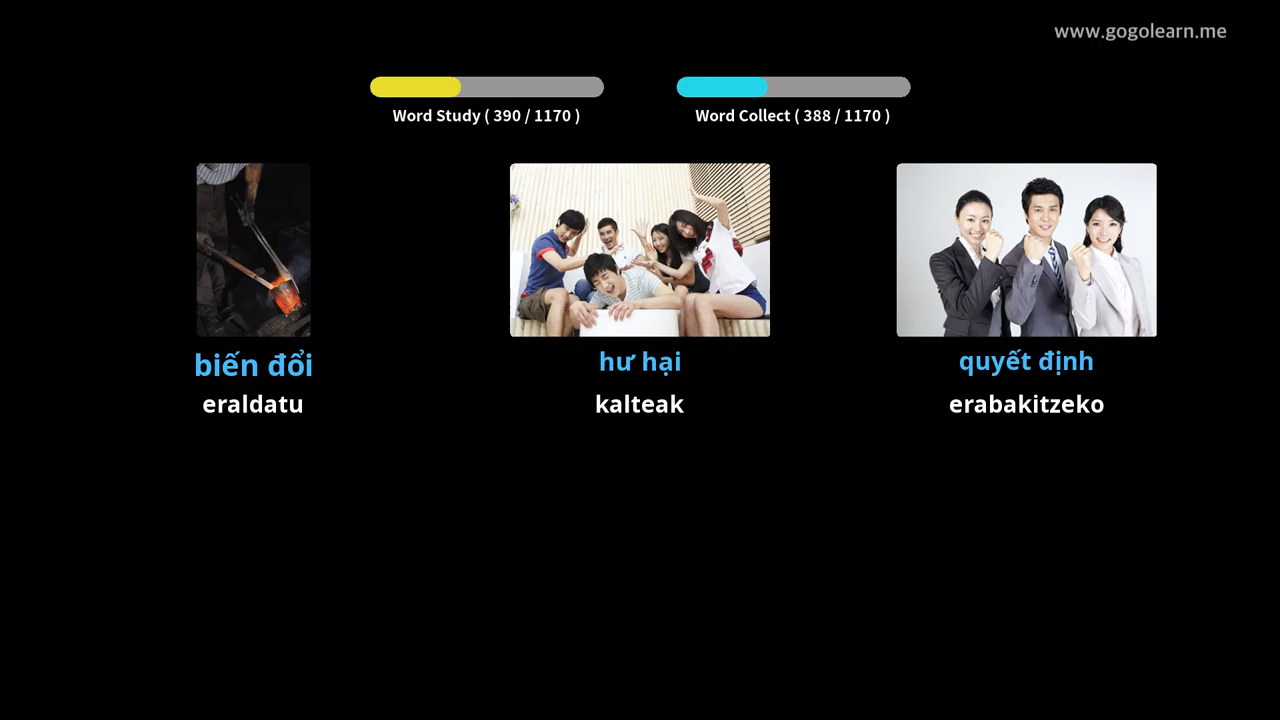 www.gogolearn.me
Word Study ( 390 / 1170 )
Word Collect ( 388 / 1170 )
biến đổi
eraldatu
hư hại
kalteak
quyết định
erabakitzeko